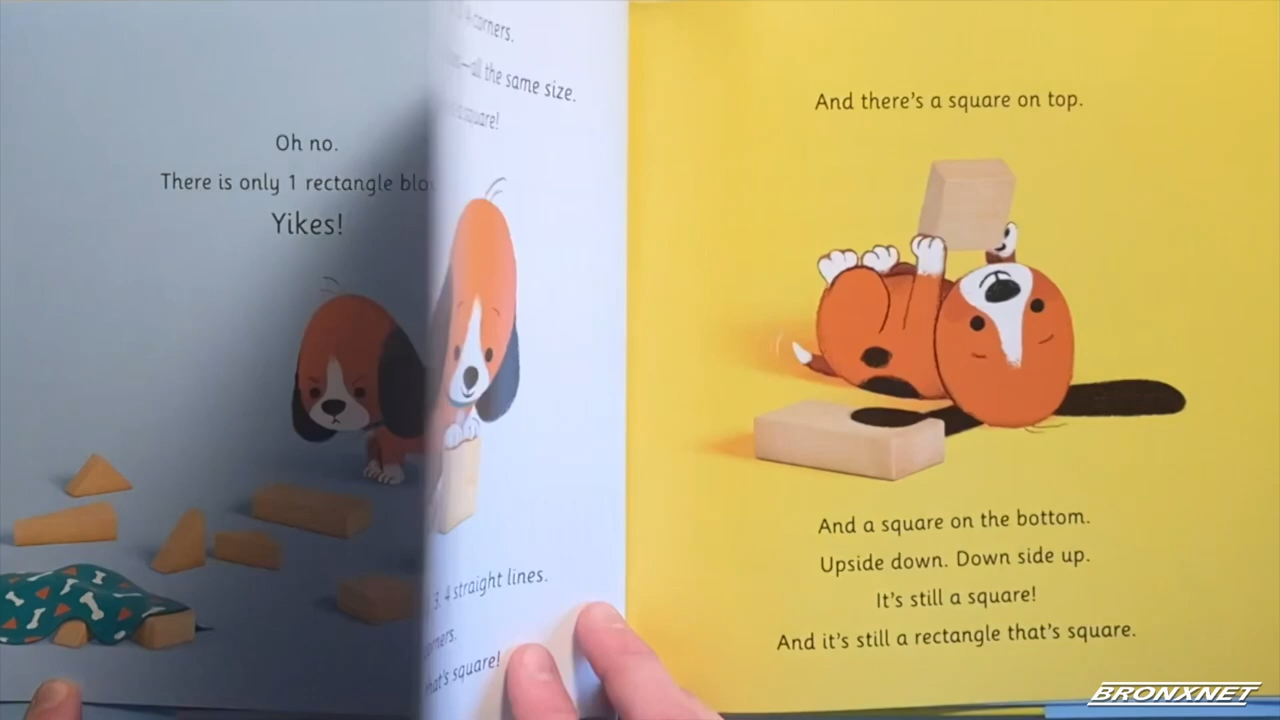 Oh no.
There is only 1 rectangle
Yikes!
corners.
all the same size.
square!
3. 4 straight lines.
that's square!
And there's a square on top.
And a square on the bottom.
Upside down. Down side up.
It's still a square!
And it's still a rectangle that's square.
BRONXNET